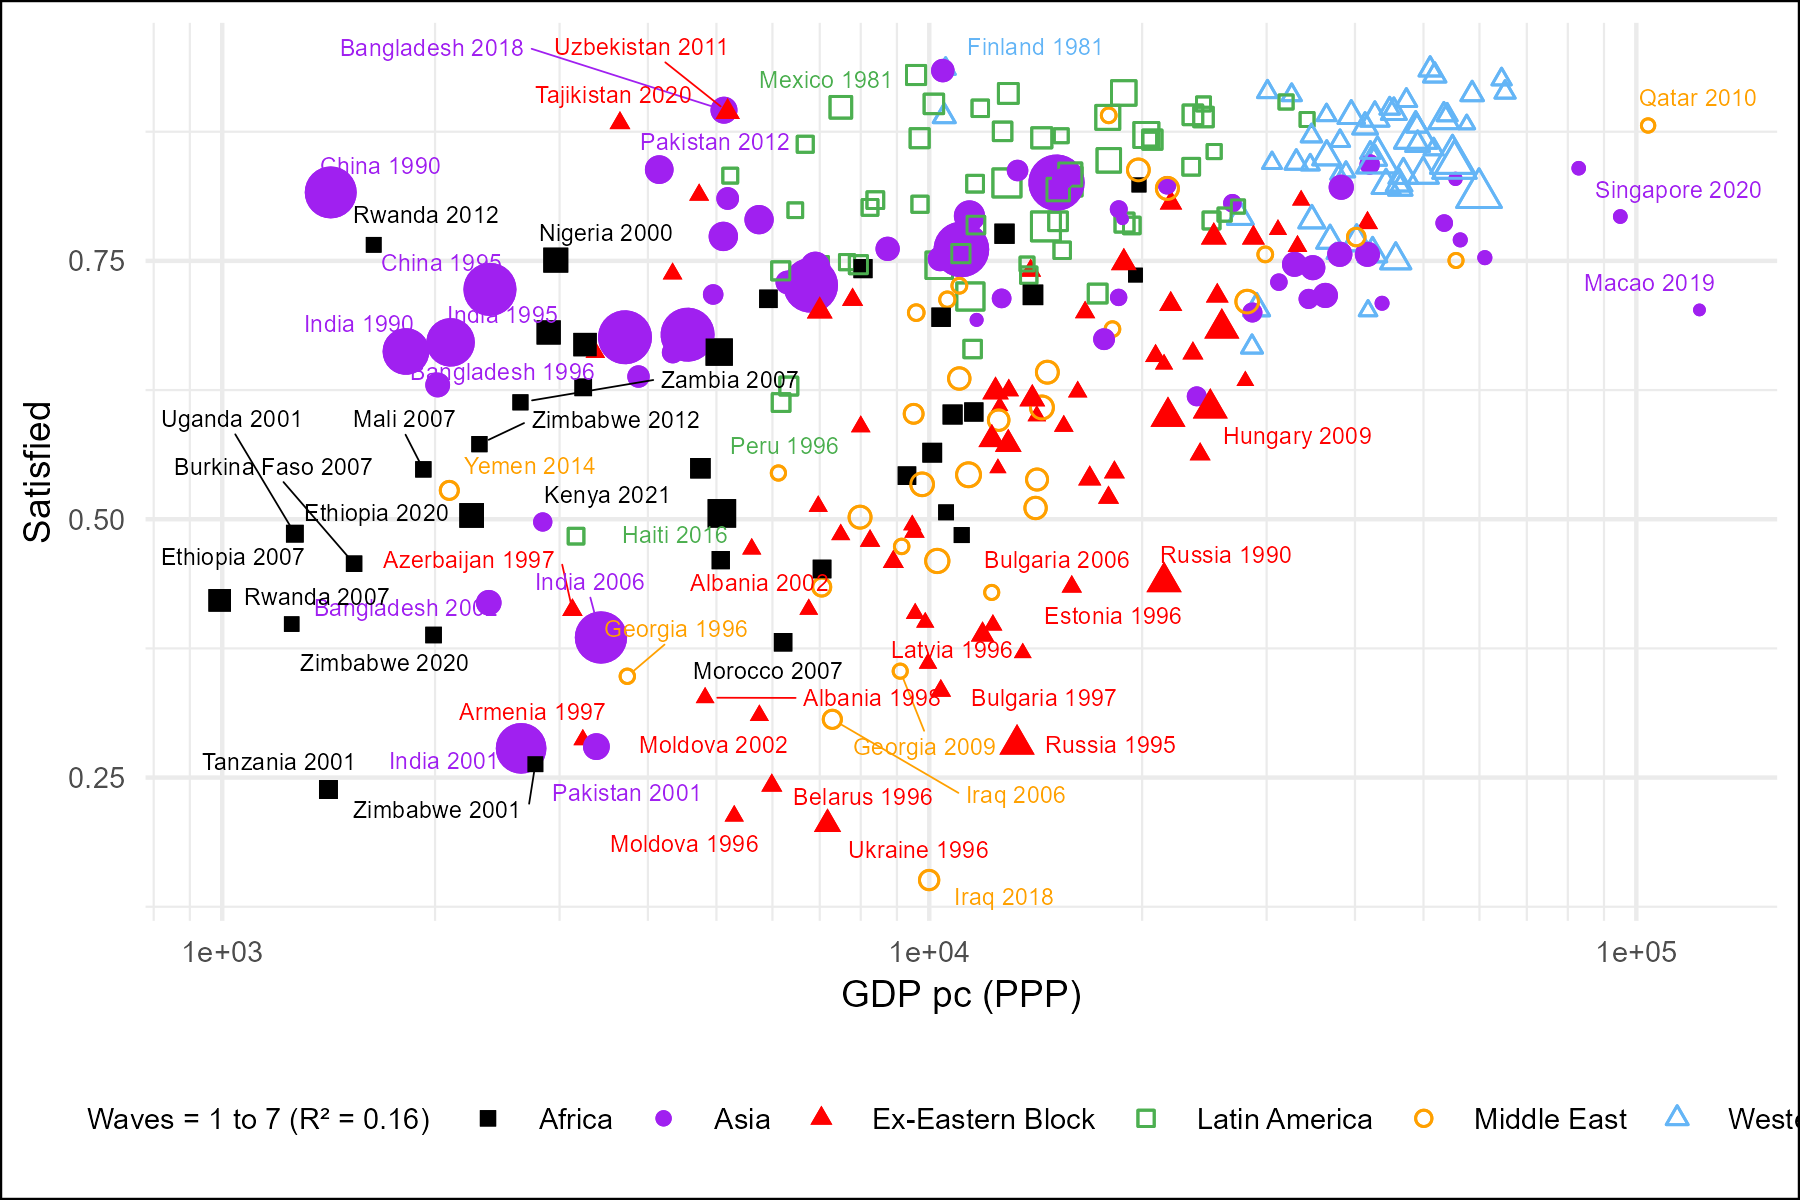 Bangladesh 2018
Uzbekistan 2011
Finland 1981
Mexico 1981
Tajikistan 2020
Qatar 2010
Pakistan 2012
China 1990
Singapore 2020
Rwanda 2012
Nigeria 2000
0.75
China 1995
Macao 2019
India 1995
India 1990
Bangladesh 1996
Zambia 2007
Uganda 2001
Mali 2007
Zimbabwe 2012
Hungary 2009
Peru 1996
Burkina Faso 2007
Yemen 2014
Satisfied
Kenya 2021
0.50
Ethiopia 2020
Haiti 2016
Ethiopia 2007
Azerbaijan 1997
Bulgaria 2006
Russia 1990
India 2006
Albania 2002
Rwanda 2007
Bangladesh 2002
Estonia 1996
Georgia 1996
Latvia 1996
Zimbabwe 2020
Morocco 2007
Albania 1998
Bulgaria 1997
Armenia 1997
Moldova 2002
Georgia 2009
Russia 1995
Tanzania 2001
India 2001
0.25
Pakistan 2001
Belarus 1996
Iraq 2006
Zimbabwe 2001
Moldova 1996
Ukraine 1996
Iraq 2018
1e+03
1e+04
1e+05
GDP pc (PPP)
Waves = 1 to 7 (R² = 0.16)
Africa
Asia
Ex-Eastern Block
Latin America
Middle East